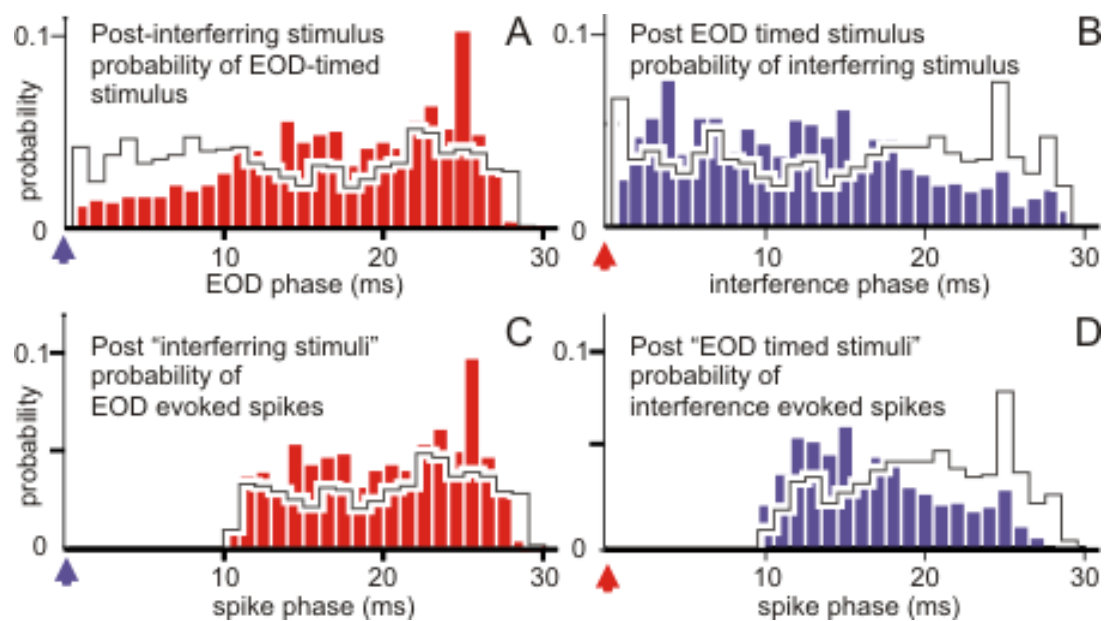 A
Post-interfering stimulus
probability of EOD-timed
stimulus
0.1
probability
0
10
20
30
EOD phase (ms)
B
Post EOD timed stimulus
probability of interfering stimulus
0.1
0
10
20
30
interference phase (ms)
C
Post “interferring stimuli”
probability of
EOD evoked spikes
0.1
probability
0
10
20
30
spike phase (ms)
D
Post “EOD timed stimuli”
probability of
interference evoked spikes
0.1
0
10
20
30
spike phase (ms)